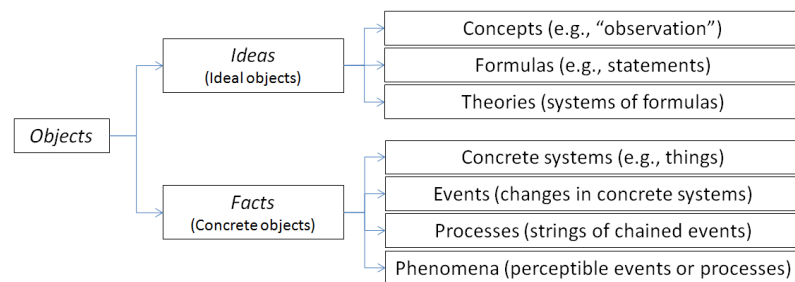 Objects
Ideas
(Ideal objects)
Concepts (e.g., “observation”)
Formulas (e.g., statements)
Theories (systems of formulas)
Facts
(Concrete objects)
Concrete systems (e.g., things)
Events (changes in concrete systems)
Processes (strings of chained events)
Phenomena (perceptible events or processes)